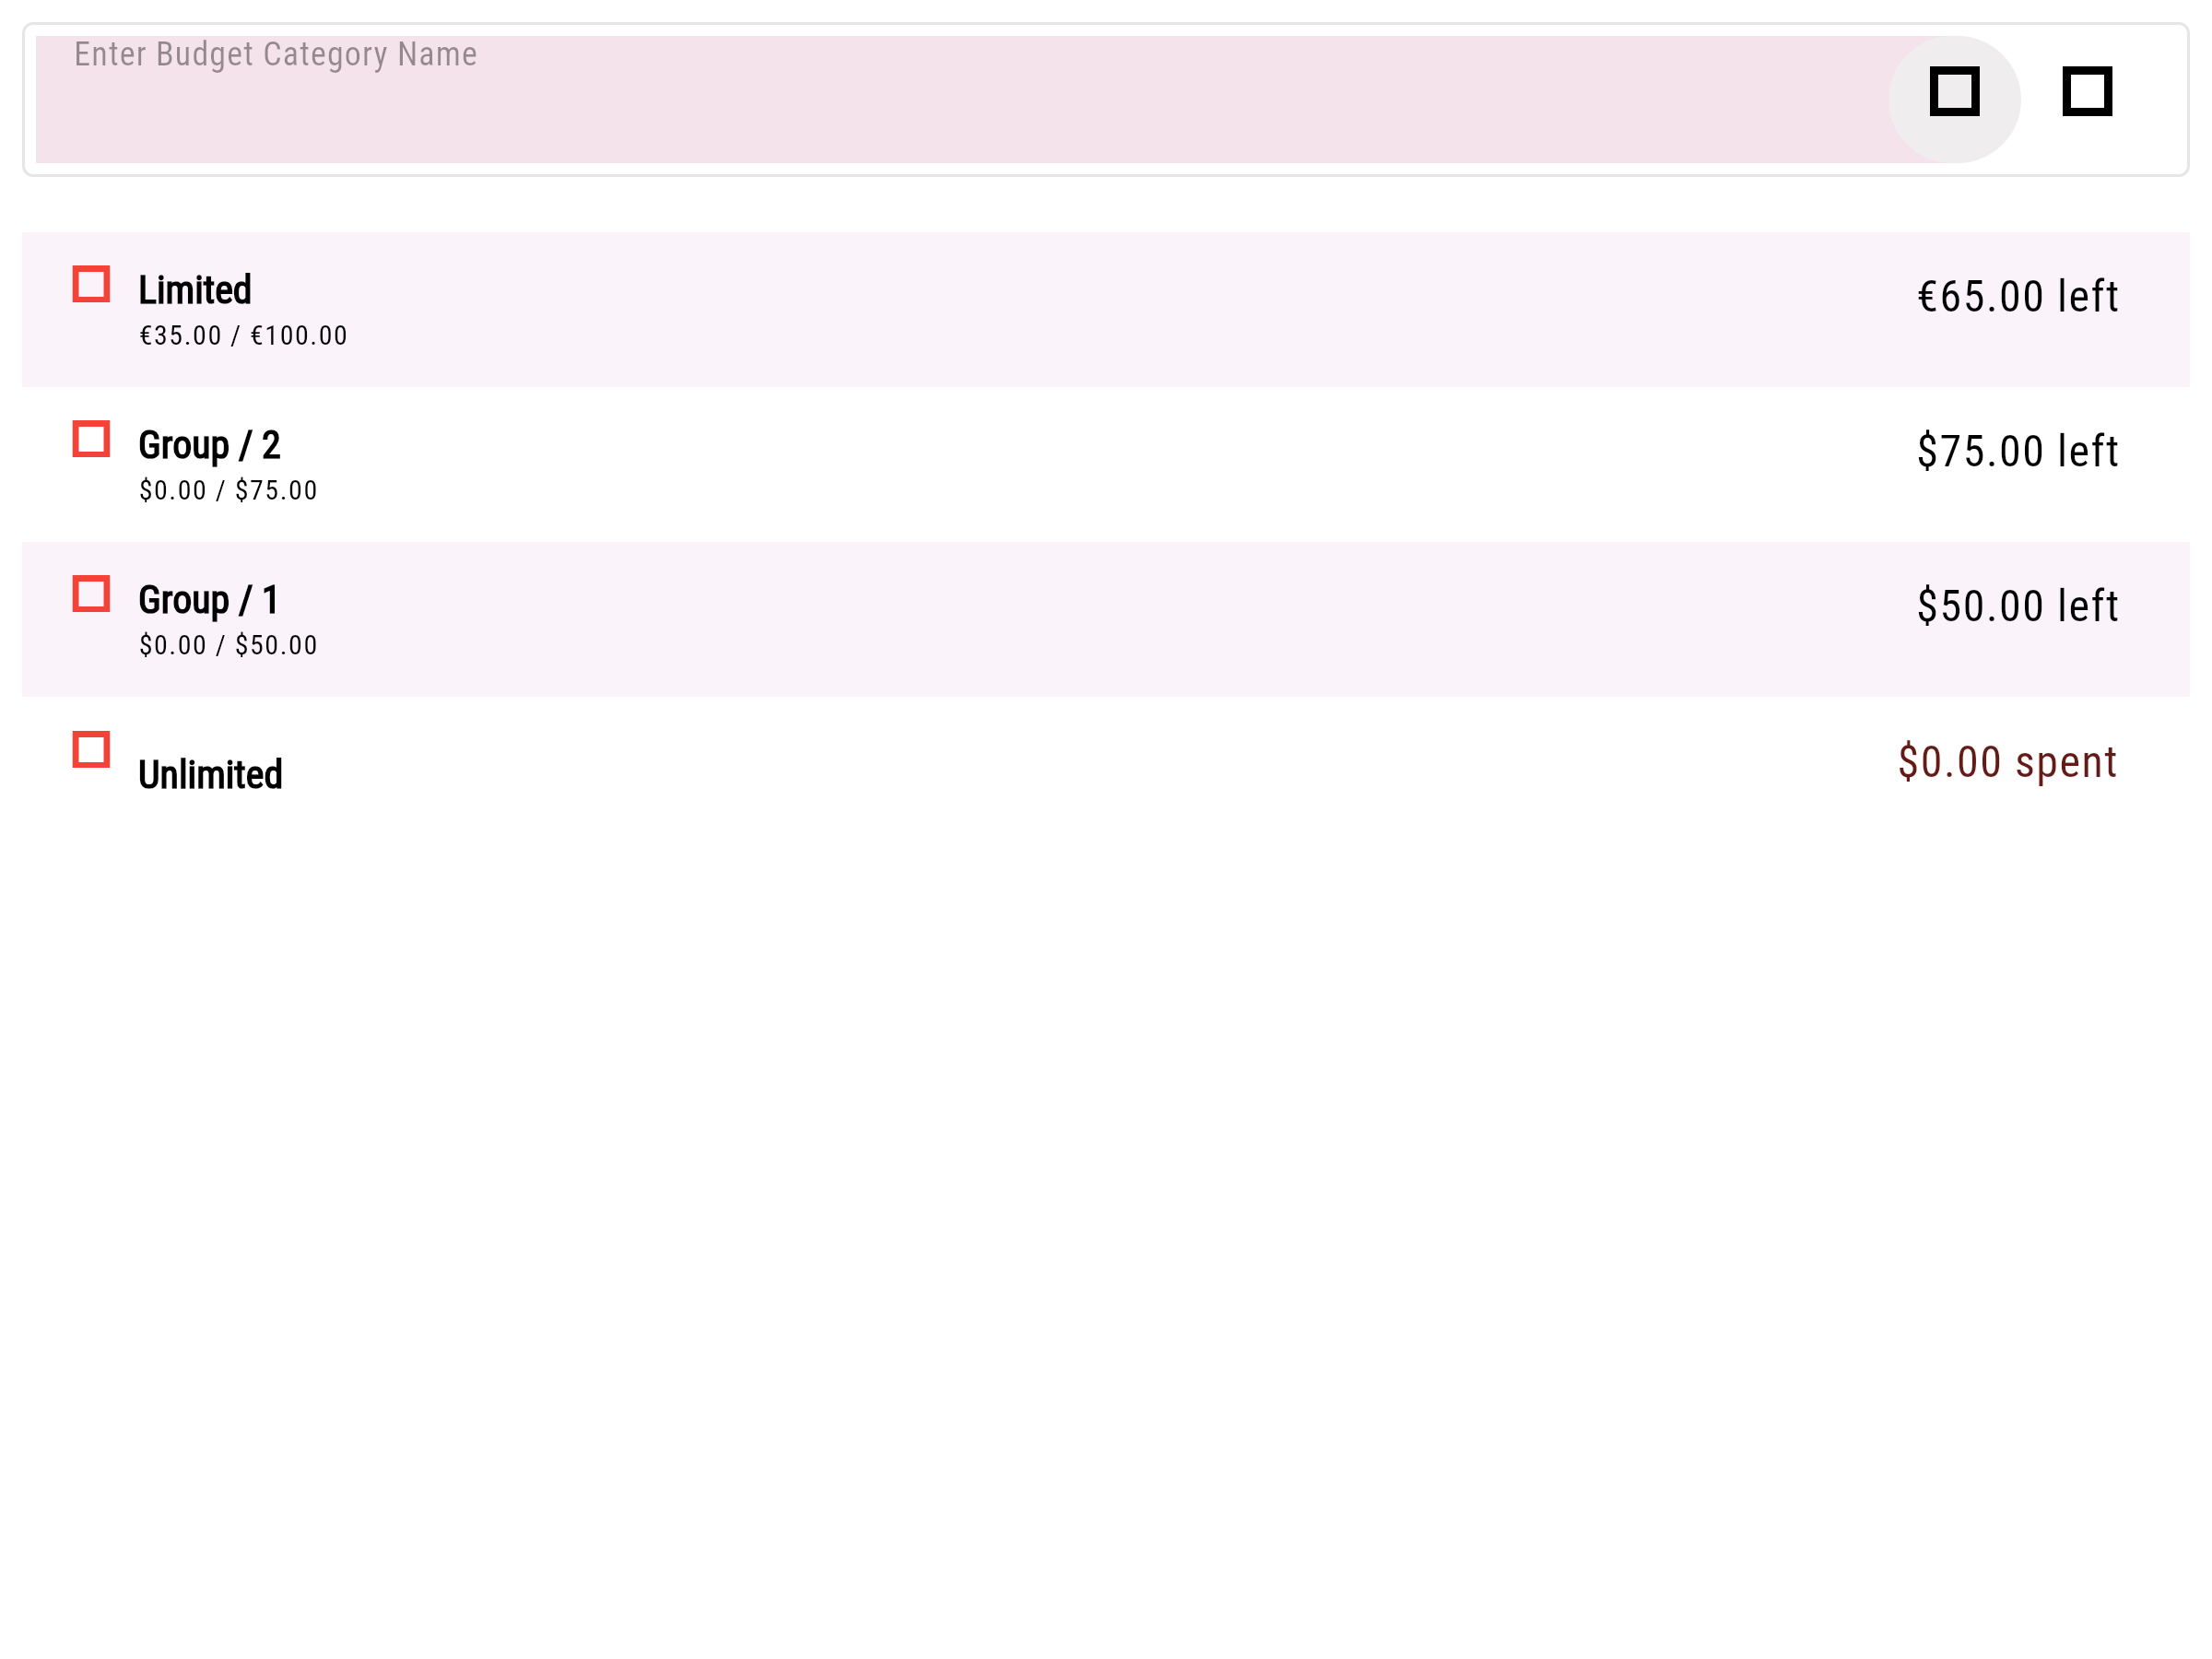 Enter Budget Category Name
Limited
€35.00 / €100.00
€65.00 left
Group / 2
$0.00 / $75.00
$75.00 left
Group / 1
$0.00 / $50.00
$50.00 left
Unlimited
$0.00 spent